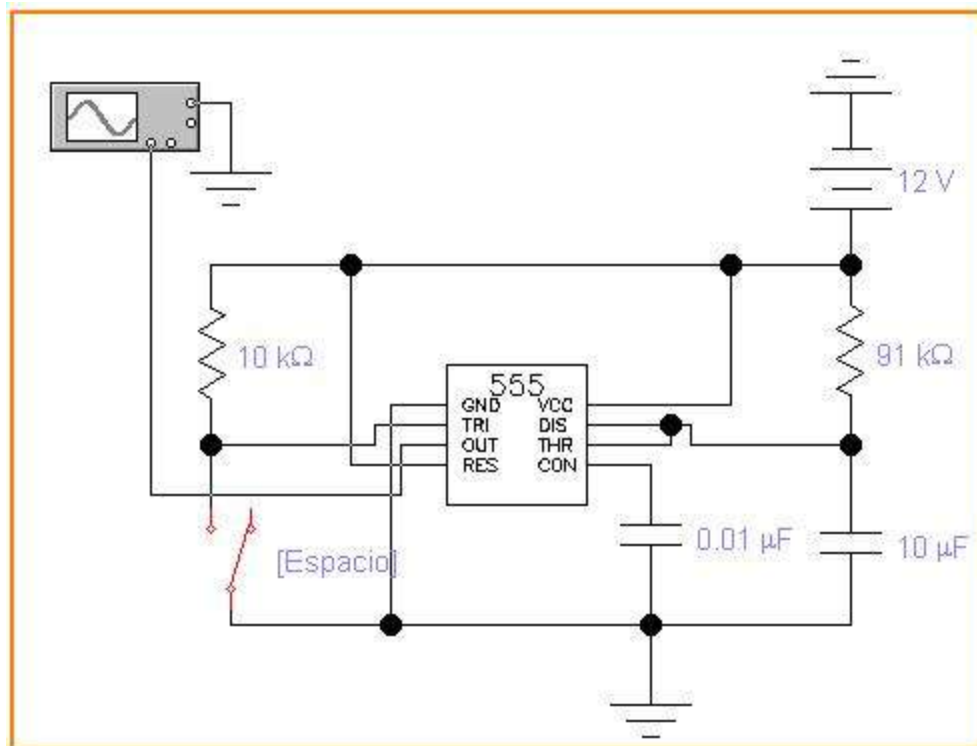 12 V
10 kΩ
91 kΩ
555
GND VCC
TRI DIS
OUT THR
RES CON
[Espacio]
0.01 µF
10 µF